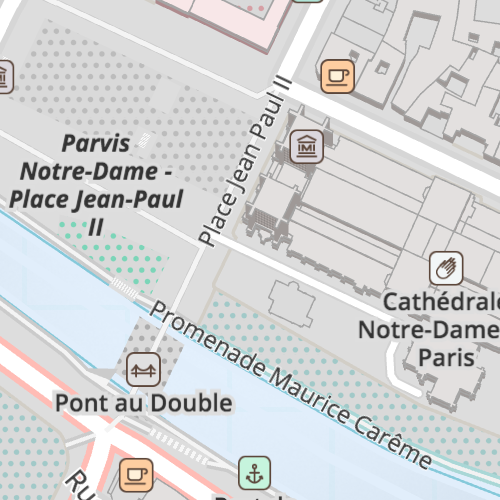 Place Jean Paul II
Parvis
Notre-Dame -
Place Jean-Paul
II
Cathédrale
Notre-Dame
Paris
Promenade Maurice Carême
Pont au Double